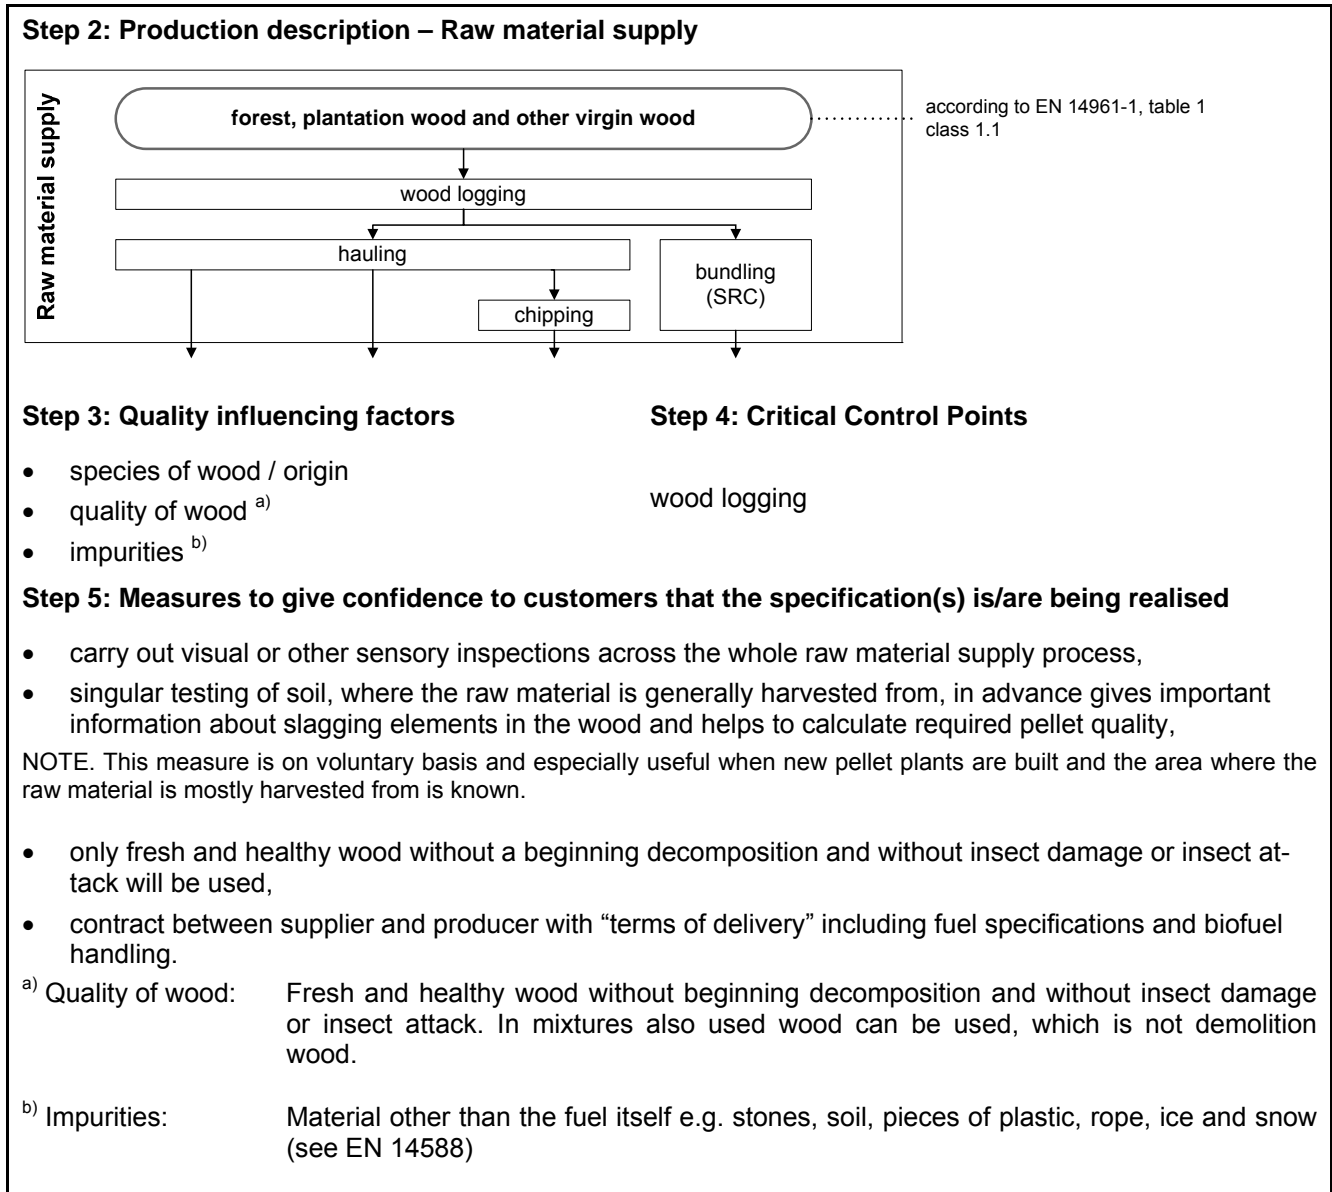 Step 2: Production description – Raw material supply
Raw material supply
forest, plantation wood and other virgin wood
according to EN 14961-1, table 1
class 1.1
wood logging
hauling
bundling
(SRC)
chipping
Step 3: Quality influencing factors
• species of wood / origin
• quality of wood a)
• impurities b)
Step 4: Critical Control Points
wood logging
Step 5: Measures to give confidence to customers that the specification(s) is/are being realised
• carry out visual or other sensory inspections across the whole raw material supply process,
• singular testing of soil, where the raw material is generally harvested from, in advance gives important
information about slagging elements in the wood and helps to calculate required pellet quality,
NOTE. This measure is on voluntary basis and especially useful when new pellet plants are built and the area where the
raw material is mostly harvested from is known.
• only fresh and healthy wood without a beginning decomposition and without insect damage or insect at-
tack will be used,
• contract between supplier and producer with “terms of delivery” including fuel specifications and biofuel
handling.
a) Quality of wood: Fresh and healthy wood without beginning decomposition and without insect damage
or insect attack. In mixtures also used wood can be used, which is not demolition
wood.
b) Impurities: Material other than the fuel itself e.g. stones, soil, pieces of plastic, rope, ice and snow
(see EN 14588)